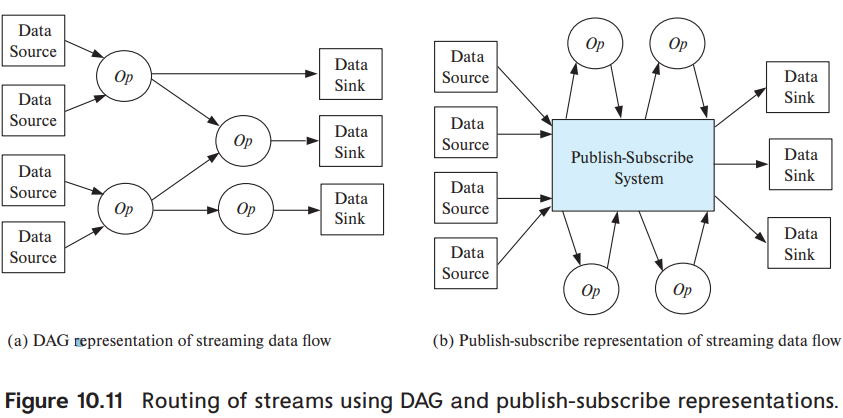 Data
Source
Data
Source
Data
Source
Data
Source
Op
Op
Op
Op
Data
Sink
Data
Sink
Data
Sink
(a) DAG representation of streaming data flow
Data
Source
Data
Source
Data
Source
Data
Source
Op
Op
Publish-Subscribe
System
Op
Op
Data
Sink
Data
Sink
Data
Sink
(b) Publish-subscribe representation of streaming data flow
Figure 10.11 Routing of streams using DAG and publish-subscribe representations.